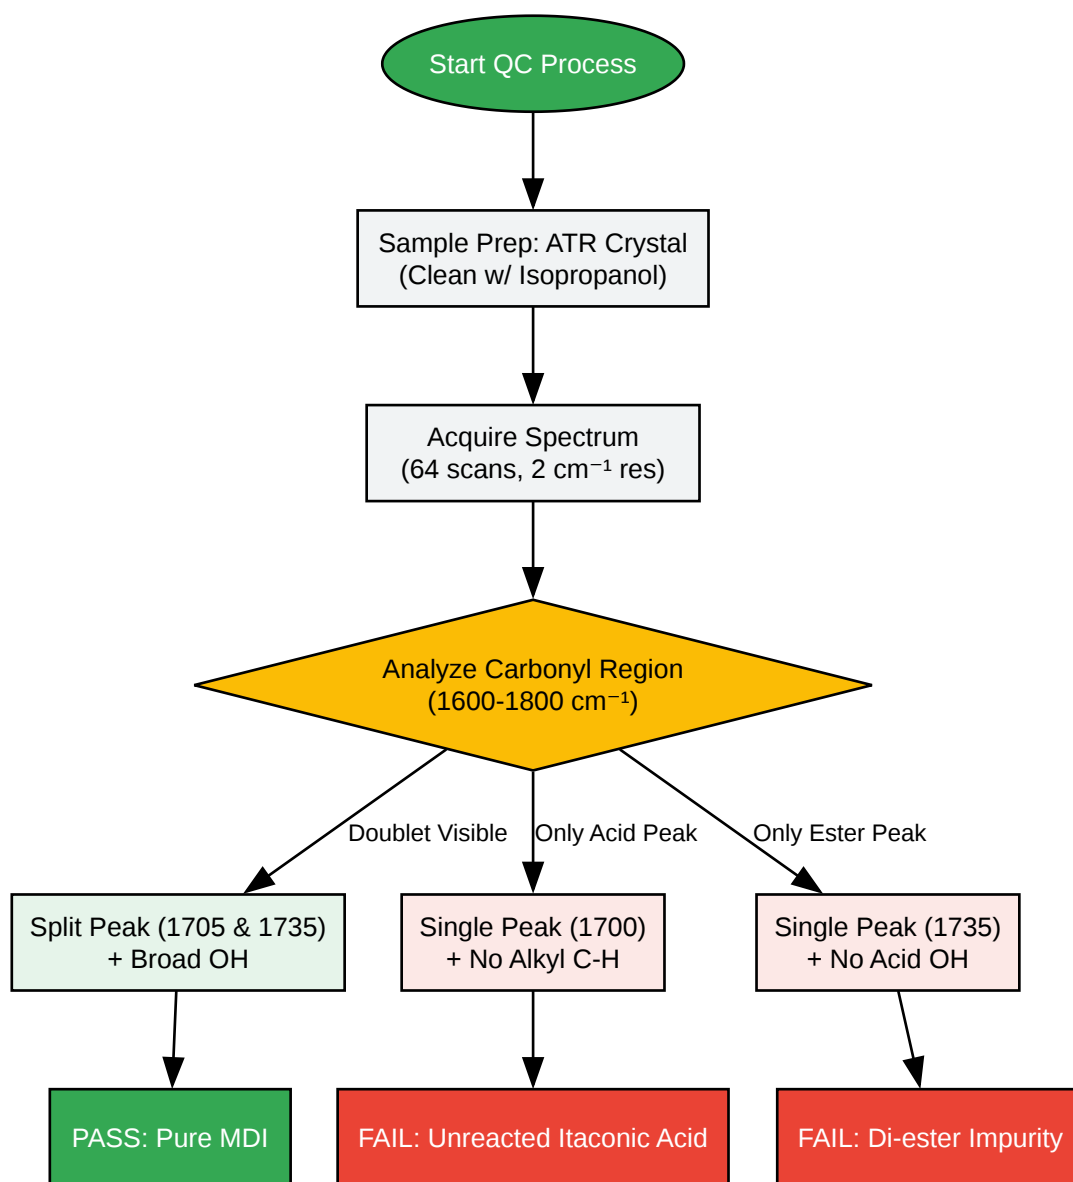 Start QC Process
Sample Prep: ATR Crystal
(Clean w/ Isopropanol)
Acquire Spectrum
(64 scans, 2 cm⁻¹ res)
Analyze Carbonyl Region
(1600-1800 cm⁻¹)
Doublet Visible
Only Acid Peak
Only Ester Peak
Split Peak (1705 & 1735)
+ Broad OH
Single Peak (1700)
+ No Alkyl C-H
Single Peak (1735)
+ No Acid OH
PASS: Pure MDI
FAIL: Unreacted Itaconic Acid
FAIL: Di-ester Impurity